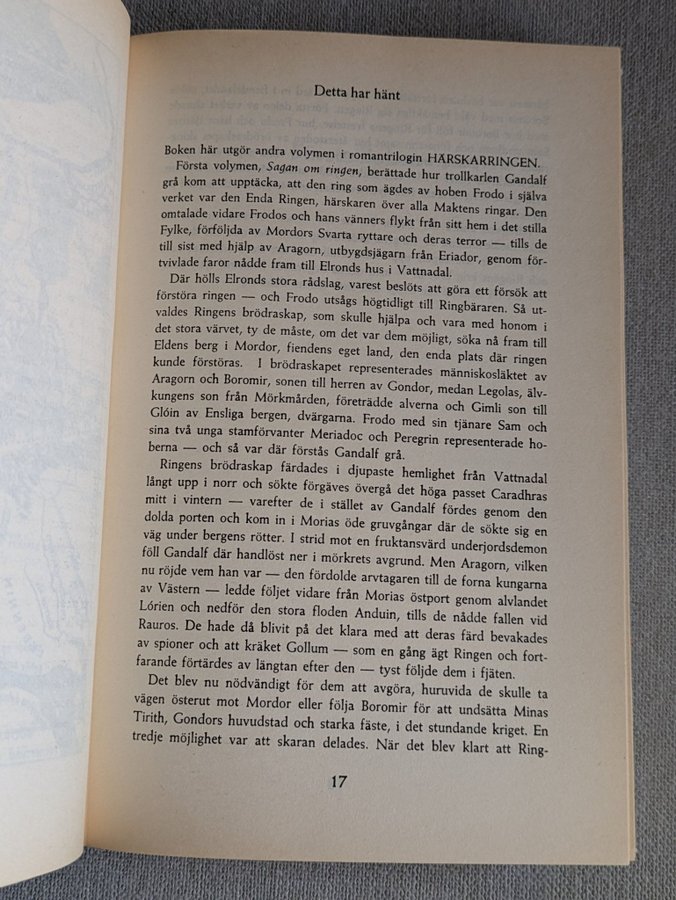 Detta har hänt
Boken här utgör andra volymen i romantrilogin HÄRSKARRINGEN.
Första volymen, Sagan om ringen, berättade hur trollkarlen Gandalf
grå kom att upptäcka, att den ring som ägdes av hoben Frodo i själva
verket var den Enda Ringen, härskaren över alla Maktens ringar. Den
omtalade vidare Frodos och hans vänners flykt från sitt hem i det stilla
Fylke, förföljda av Mordors Svarta ryttare och deras terror — tills de
till sist med hjälp av Aragorn, utbygdsjägarn från Eriador, genom för-
tvivlade faror nådde fram till Elronds hus i Vattnadal.
Där hölls Elronds stora rådslag, varest beslöts att göra ett försök att
förstöra ringen — och Frodo utsågs högtidligt till Ringbäraren. Så ut-
valdes Ringens brödraskap, som skulle hjälpa och vara med honom i
det stora värvet, ty de måste, om det var dem möjligt, söka nå fram till
Eldens berg i Mordor, fiendens eget land, den enda plats där ringen
kunde förstöras. I brödraskapet representerades människosläktet av
Aragorn och Boromir, sonen till herren av Gondor, medan Legolas, älv-
kungens son från Mörkmården, företrädde alverna och Gimli son till
Glóin av Ensliga bergen, dvärgarna. Frodo med sin tjänare Sam och
sina två unga stamförvanter Meriadoc och Peregrin representerade ho-
berna — och så var där förstås Gandalf grå.
Ringens brödraskap färdades i djupaste hemlighet från Vattnadal
långt upp i norr och sökte förgäves övergå det höga passet Caradhras
mitt i vintern — varefter de i stället av Gandalf fördes genom den
dolda porten och kom in i Morias öde gruvgångar där de sökte sig en
väg under bergens rötter. I strid mot en fruktansvärd underjordsdemon
föll Gandalf där handlöst ner i mörkrets avgrund. Men Aragorn, vilken
nu röjde vem han var — den fördolde arvtagaren till de forna kungarna
av Västern — ledde följet vidare från Morias östport genom alvlandet
Lórien och nedför den stora floden Anduin, tills de nådde fallen vid
Rauros. De hade då blivit på det klara med att deras färd bevakades
av spioner och att kräket Gollum — som en gång ägt Ringen och fort-
farande förtärdes av längtan efter den — tyst följde dem i fjäten.
Det blev nu nödvändigt för dem att avgöra, huruvida de skulle ta
vägen österut mot Mordor eller följa Boromir för att undsätta Minas
Tirith, Gondors huvudstad och starka fäste, i det stundande kriget. En
tredje möjlighet var att skaran delades. När det blev klart att Ring-
17